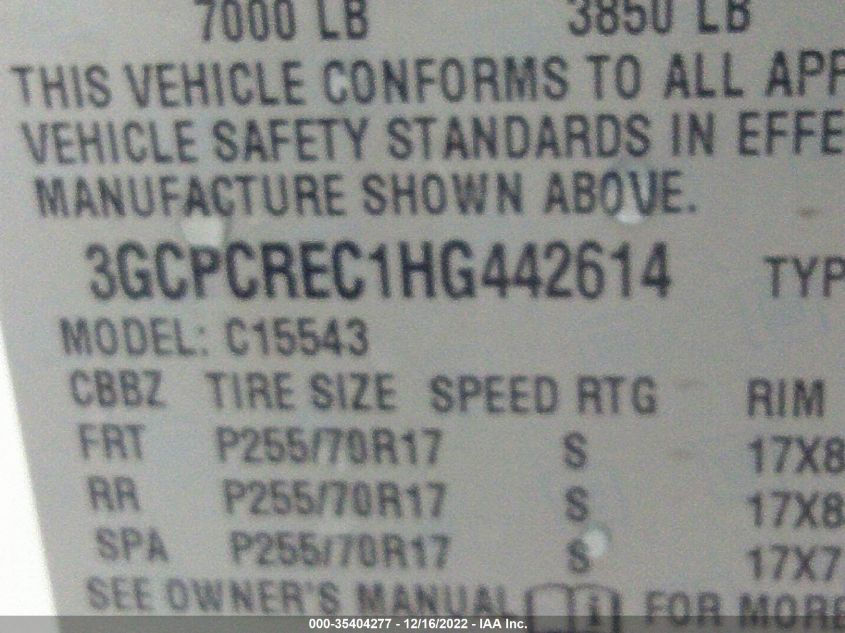 7000 LB 3850 LB
THIS VEHICLE CONFORMS TO ALL APP
VEHICLE SAFETY STANDARDS IN EFFE
MANUFACTURE SHOWN ABOVE.
3GCPCREC1HG442614 TYP
MODEL: C15543
CBBZ TIRE SIZE SPEED RTG RIM
FRT P255/70R17 S 17X8
RR P255/70R17 S 17X8
SPA P255/70R17 S 17X7
SEE OWNER'S MANUAL i FOR MORE
000-35404277 - 12/16/2022 - IAA Inc.